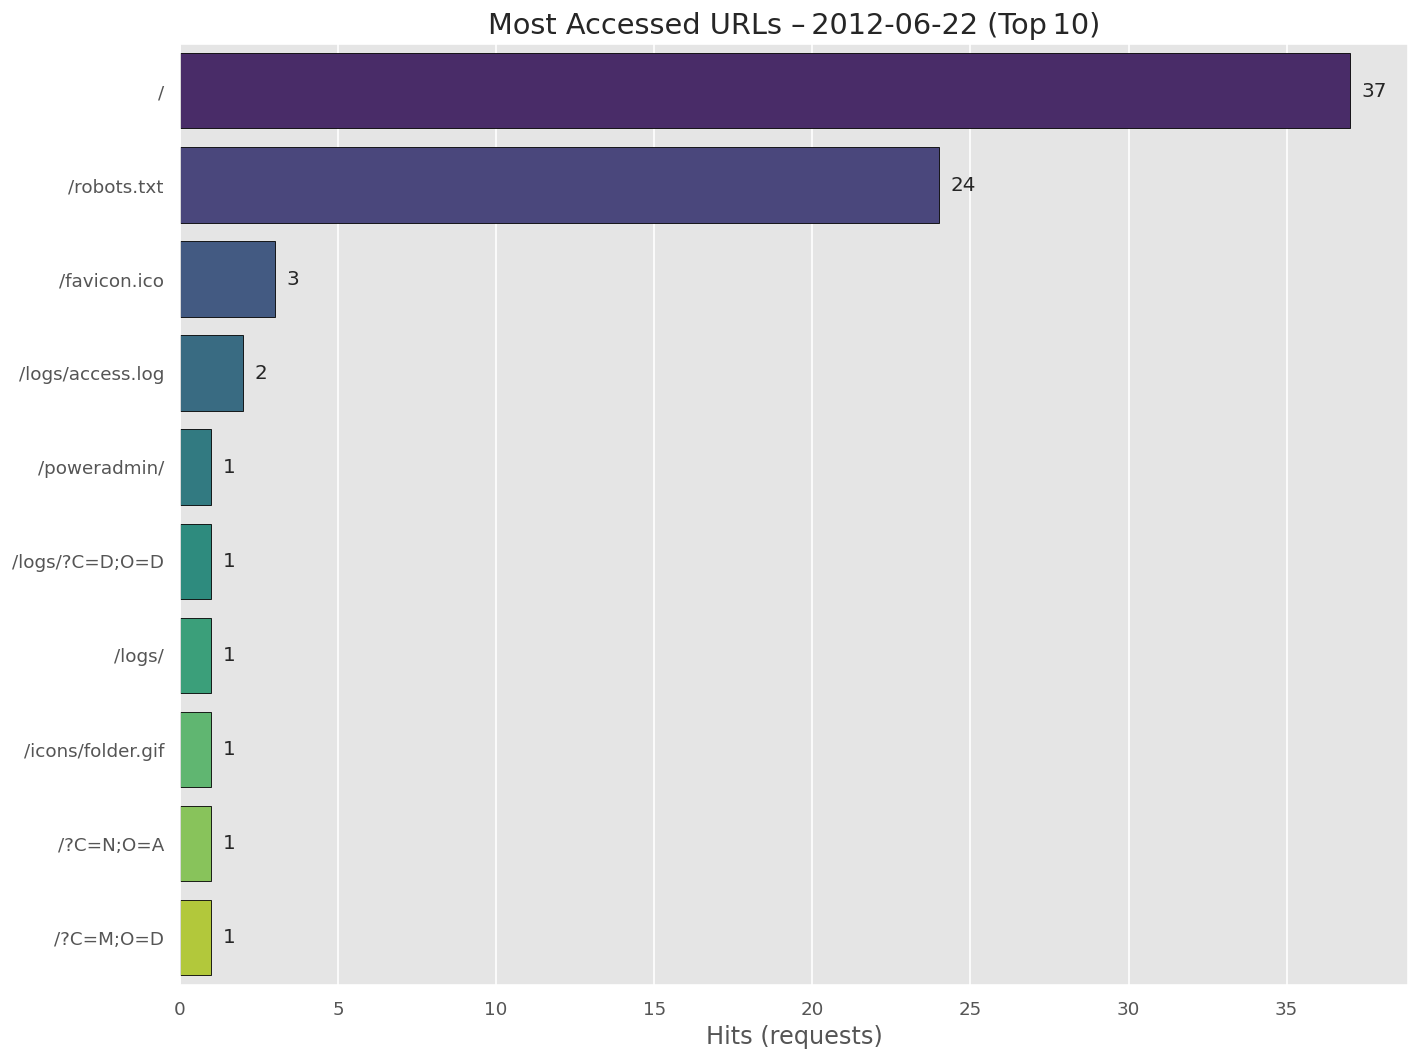 Most Accessed URLs – 2012-06-22 (Top 10)
/
37
/robots.txt
24
/favicon.ico
3
/logs/access.log
2
/poweradmin/
1
/logs/?C=D;O=D
1
/logs/
1
/icons/folder.gif
1
/?C=N;O=A
1
/?C=M;O=D
1
0 5 10 15 20 25 30 35
Hits (requests)